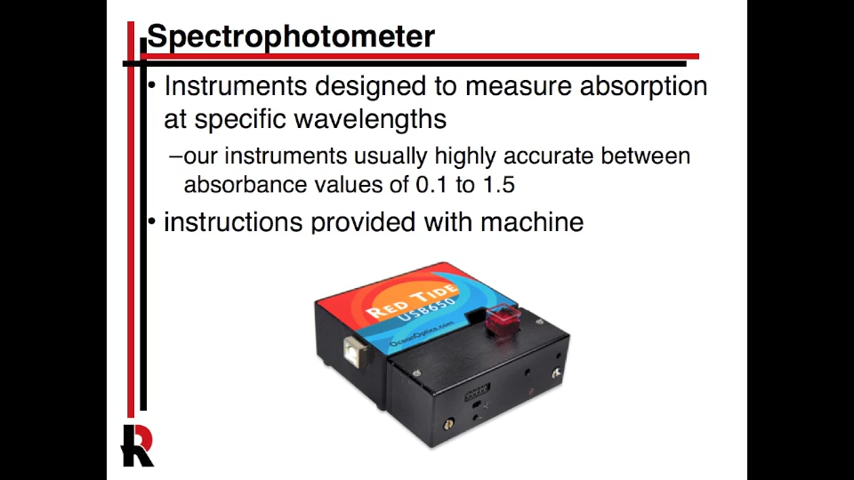 Spectrophotometer
• Instruments designed to measure absorption
at specific wavelengths
–our instruments usually highly accurate between
absorbance values of 0.1 to 1.5
• instructions provided with machine
RED TIDE
USB650
OceanOptics.com
R